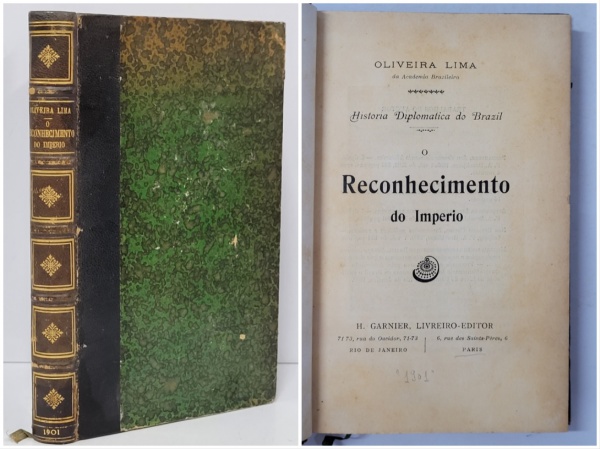 OLIVEIRA LIMA
O
RECONHECIMENTO
DO IMPERIO
1901
OLIVEIRA LIMA
da Academia Brazileira
Historia Diplomatica do Brazil
O
Reconhecimento
do Imperio
H. GARNIER, LIVREIRO-EDITOR
71-73, rua do Ouvidor, 71-73
RIO DE JANEIRO
6, rue des Saints-Pères, 6
PARIS
"1901"